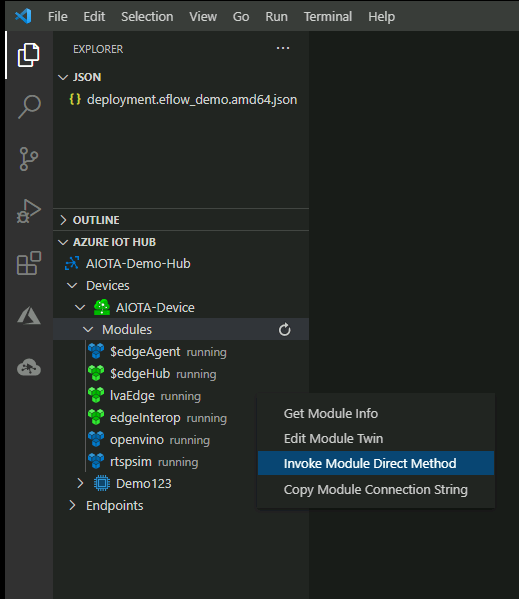 File Edit Selection View Go Run Terminal Help
EXPLORER ...
JSON
{} deployment.eflow_demo.amd64.json
OUTLINE
AZURE IOT HUB
AIOTA-Demo-Hub
Devices
AIOTA-Device
Modules
$edgeAgent running
$edgeHub running
lvaEdge running
edgeInterop running
openvino running
rtspsim running
Demo123
Endpoints
Get Module Info
Edit Module Twin
Invoke Module Direct Method
Copy Module Connection String